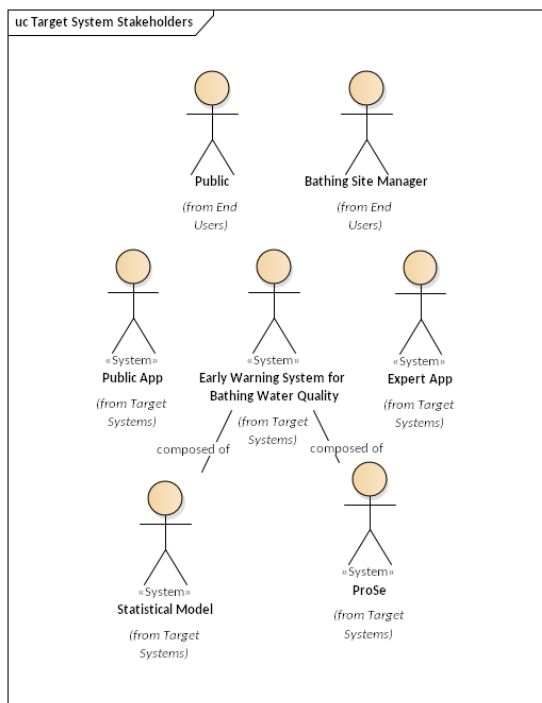 uc Target System Stakeholders
Public
(from End
Users)
Bathing Site Manager
(from End
Users)
«System»
Public App
(from Target
Systems)
«System»
Early Warning System for
Bathing Water Quality
(from Target
Systems)
«System»
Expert App
(from Target
Systems)
composed of
composed of
«System»
Statistical Model
(from Target
Systems)
«System»
ProSe
(from Target
Systems)